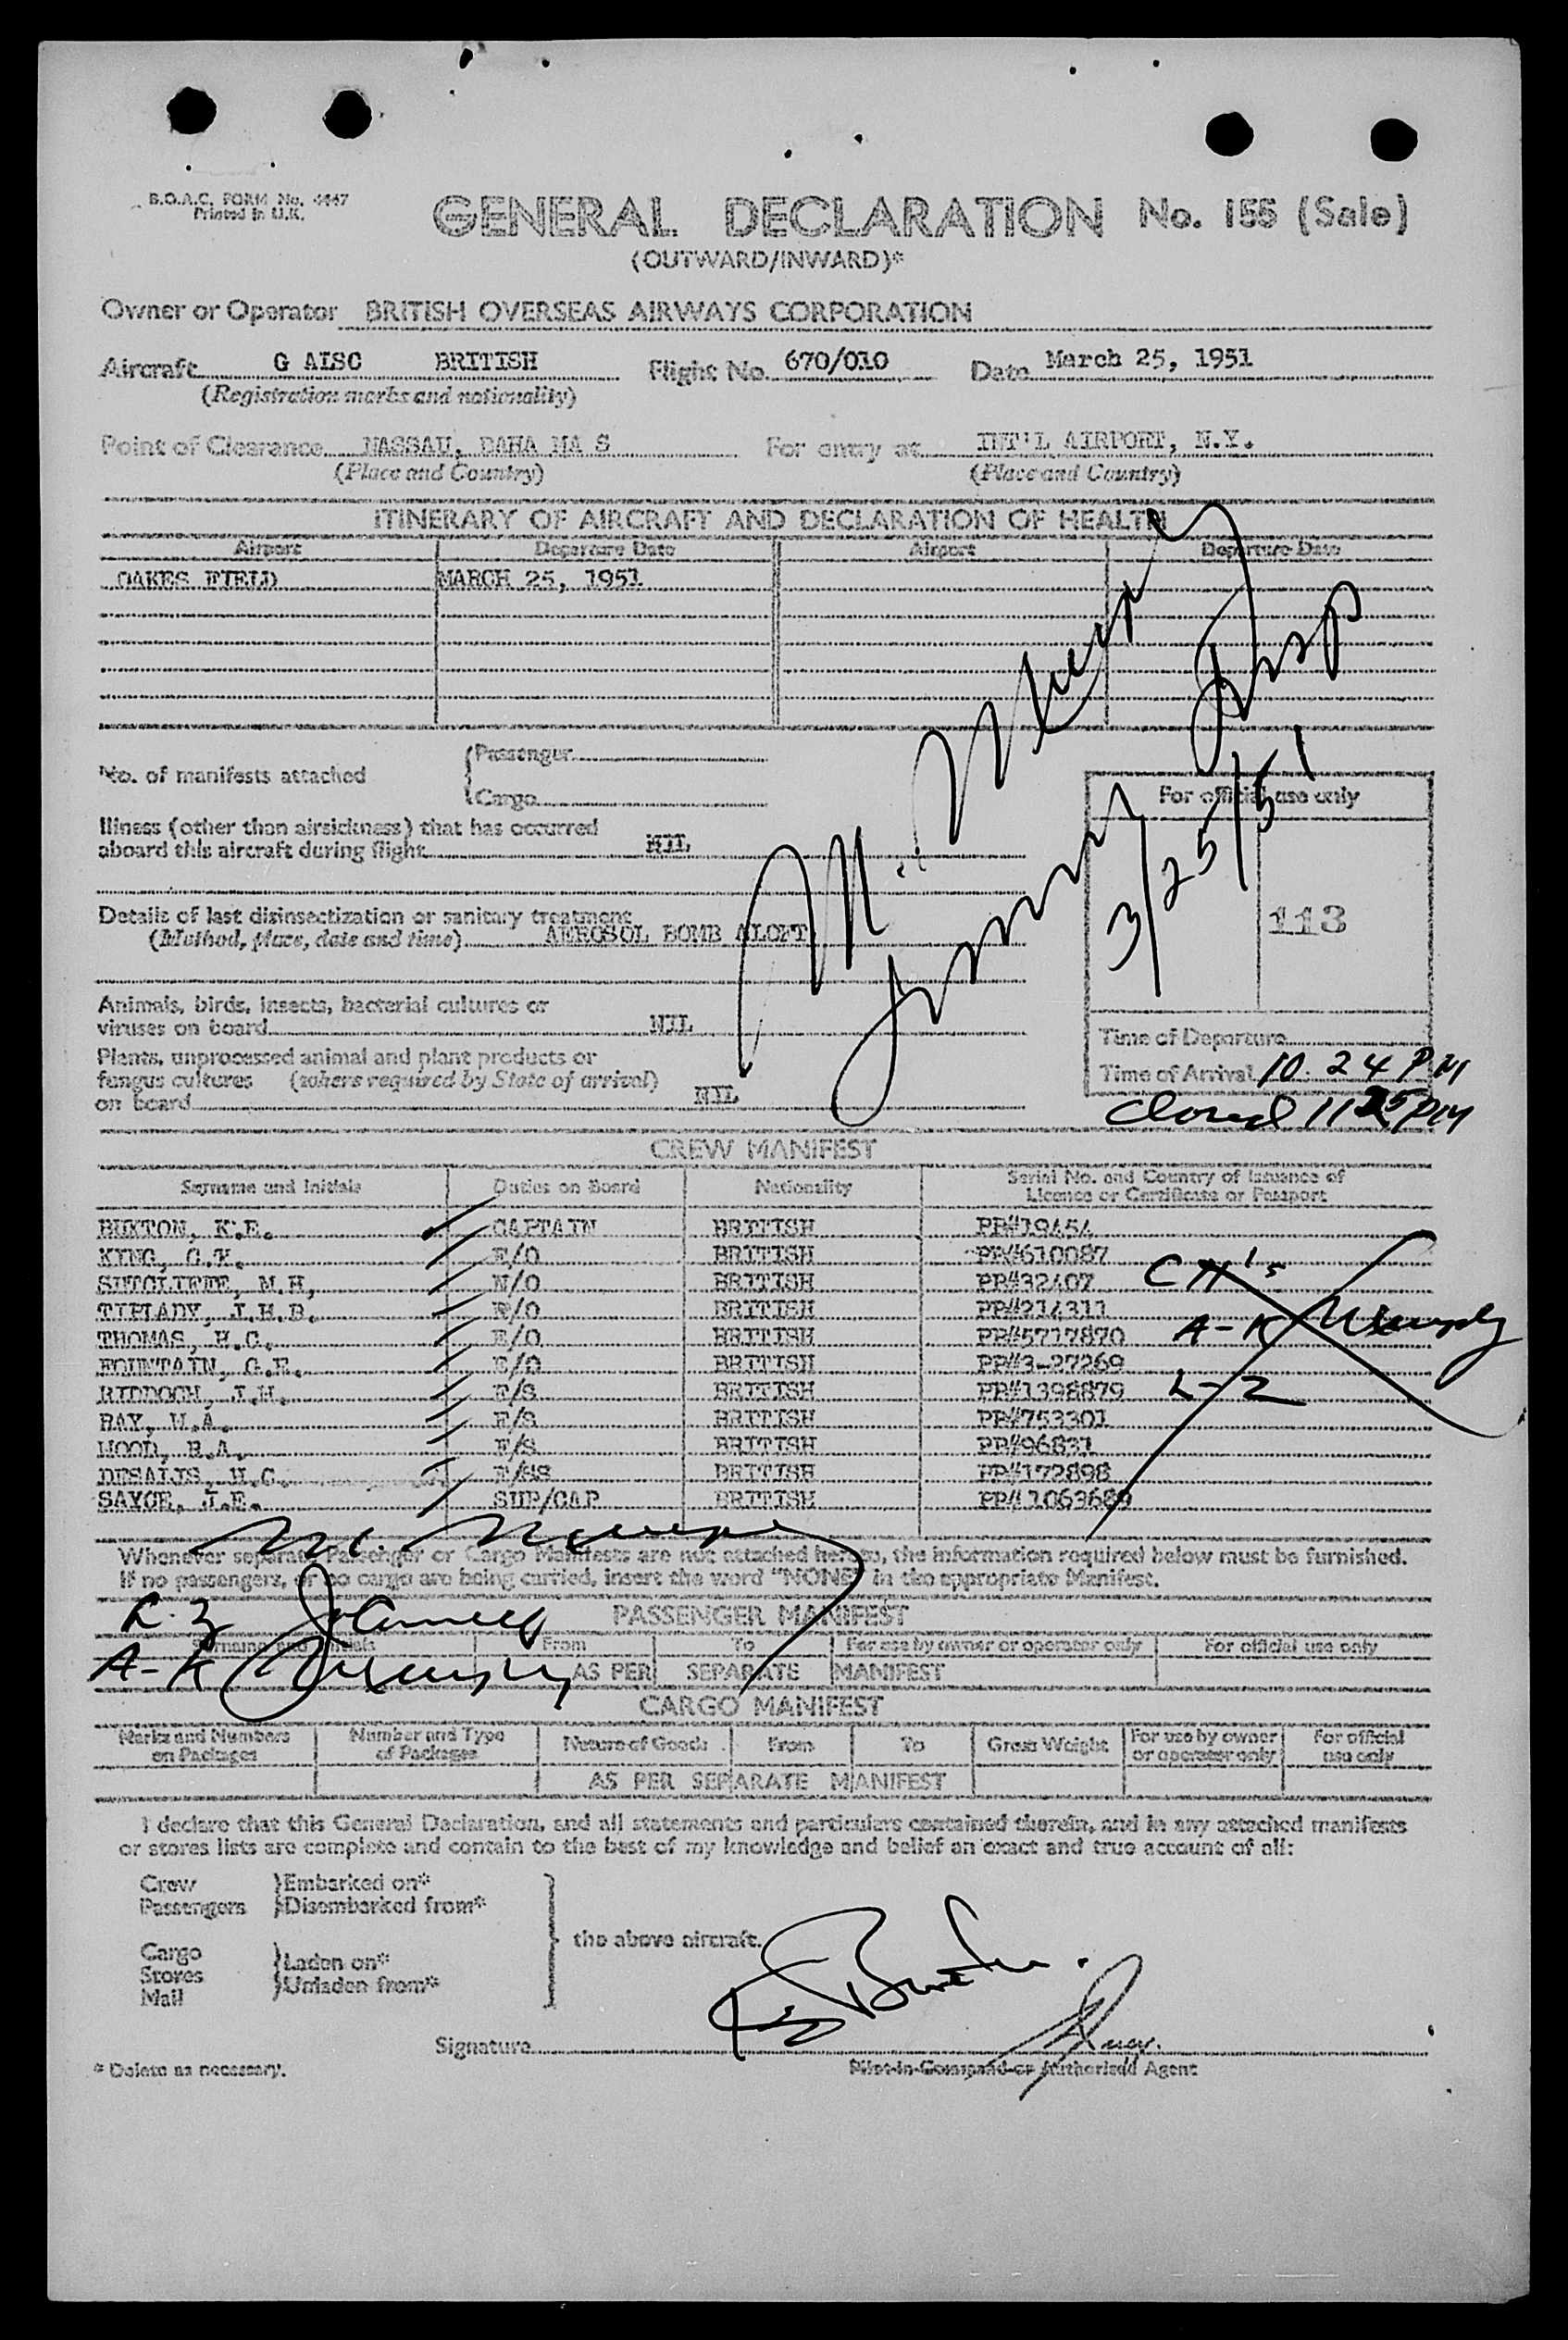 B.O.A.C. FORM No. 4447
Printed in U.K.
GENERAL DECLARATION No. 155 (Sale)
(OUTWARD/INWARD)*
Owner or Operator BRITISH OVERSEAS AIRWAYS CORPORATION
Aircraft G AISC BRITISH Flight No. 670/010 Date March 25, 1951
(Registration marks and nationality)
Point of Clearance NASSAU, BAHA MA S For entry at INT'L AIRPORT, N.Y.
(Place and Country) (Place and Country)
ITINERARY OF AIRCRAFT AND DECLARATION OF HEALTH
Airport Departure Date Airport Departure Date
OAKES FIELD MARCH 25, 1951
No. of manifests attached
Passenger
Cargo
For official use only
Illness (other than airsickness) that has occurred
aboard this aircraft during flight NIL
3/25/51
113
Details of last disinsectization or sanitary treatment
(Method, place, date and time) AEROSOL BOMB ALOFT
Animals, birds, insects, bacterial cultures or
viruses on board NIL
Time of Departure
Plants, unprocessed animal and plant products or
fungus cultures (where required by State of arrival)
on board NIL
Time of Arrival 10.24 PM
Closed 11 25 PM
CREW MANIFEST
Surname and Initials Duties on Board Nationality Serial No. and Country of Issuance of
Licence or Certificate or Passport
BUXTON, K.E. CAPTAIN BRITISH PP#19454
KING, G.W. F/O BRITISH PP#610087
SUTCLIFFE, M.H, N/O BRITISH PP#32407 CH's
TIPLADY, J.H.B. R/O BRITISH PP#214311
THOMAS, H.G. E/O BRITISH PP#5717870 A-K Murphy
FOUNTAIN, G.E. E/O BRITISH PP#3-27269
RIDDOCH, J.M. F/S BRITISH PP#1398879 L-Z
RAY, W.A. F/S BRITISH PP#753301
WOOD, R.A. F/S BRITISH PP#96831
DESALIS, H.C. F/SS BRITISH PP#172898
SAYCE, J.E. SUP/CAP BRITISH PP#1063689
Whenever separate Passenger or Cargo Manifests are not attached hereto, the information required below must be furnished.
If no passengers, or no cargo are being carried, insert the word "NONE" in the appropriate Manifest.
PASSENGER MANIFEST
Surname and Initials From To For use by owner or operator only For official use only
A-K AS PER SEPARATE MANIFEST
CARGO MANIFEST
Marks and Numbers on Packages Number and Type of Packages Nature of Goods From To Gross Weight For use by owner or operator only For official use only
AS PER SEPARATE MANIFEST
I declare that this General Declaration, and all statements and particulars contained therein, and in any attached manifests
or stores lists are complete and contain to the best of my knowledge and belief an exact and true account of all:
Crew Embarked on*
Passengers Disembarked from*
the above aircraft.
Cargo
Stores Laden on*
Mail Unladen from*
Signature
* Delete as necessary.
Pilot-in-Command or Authorised Agent